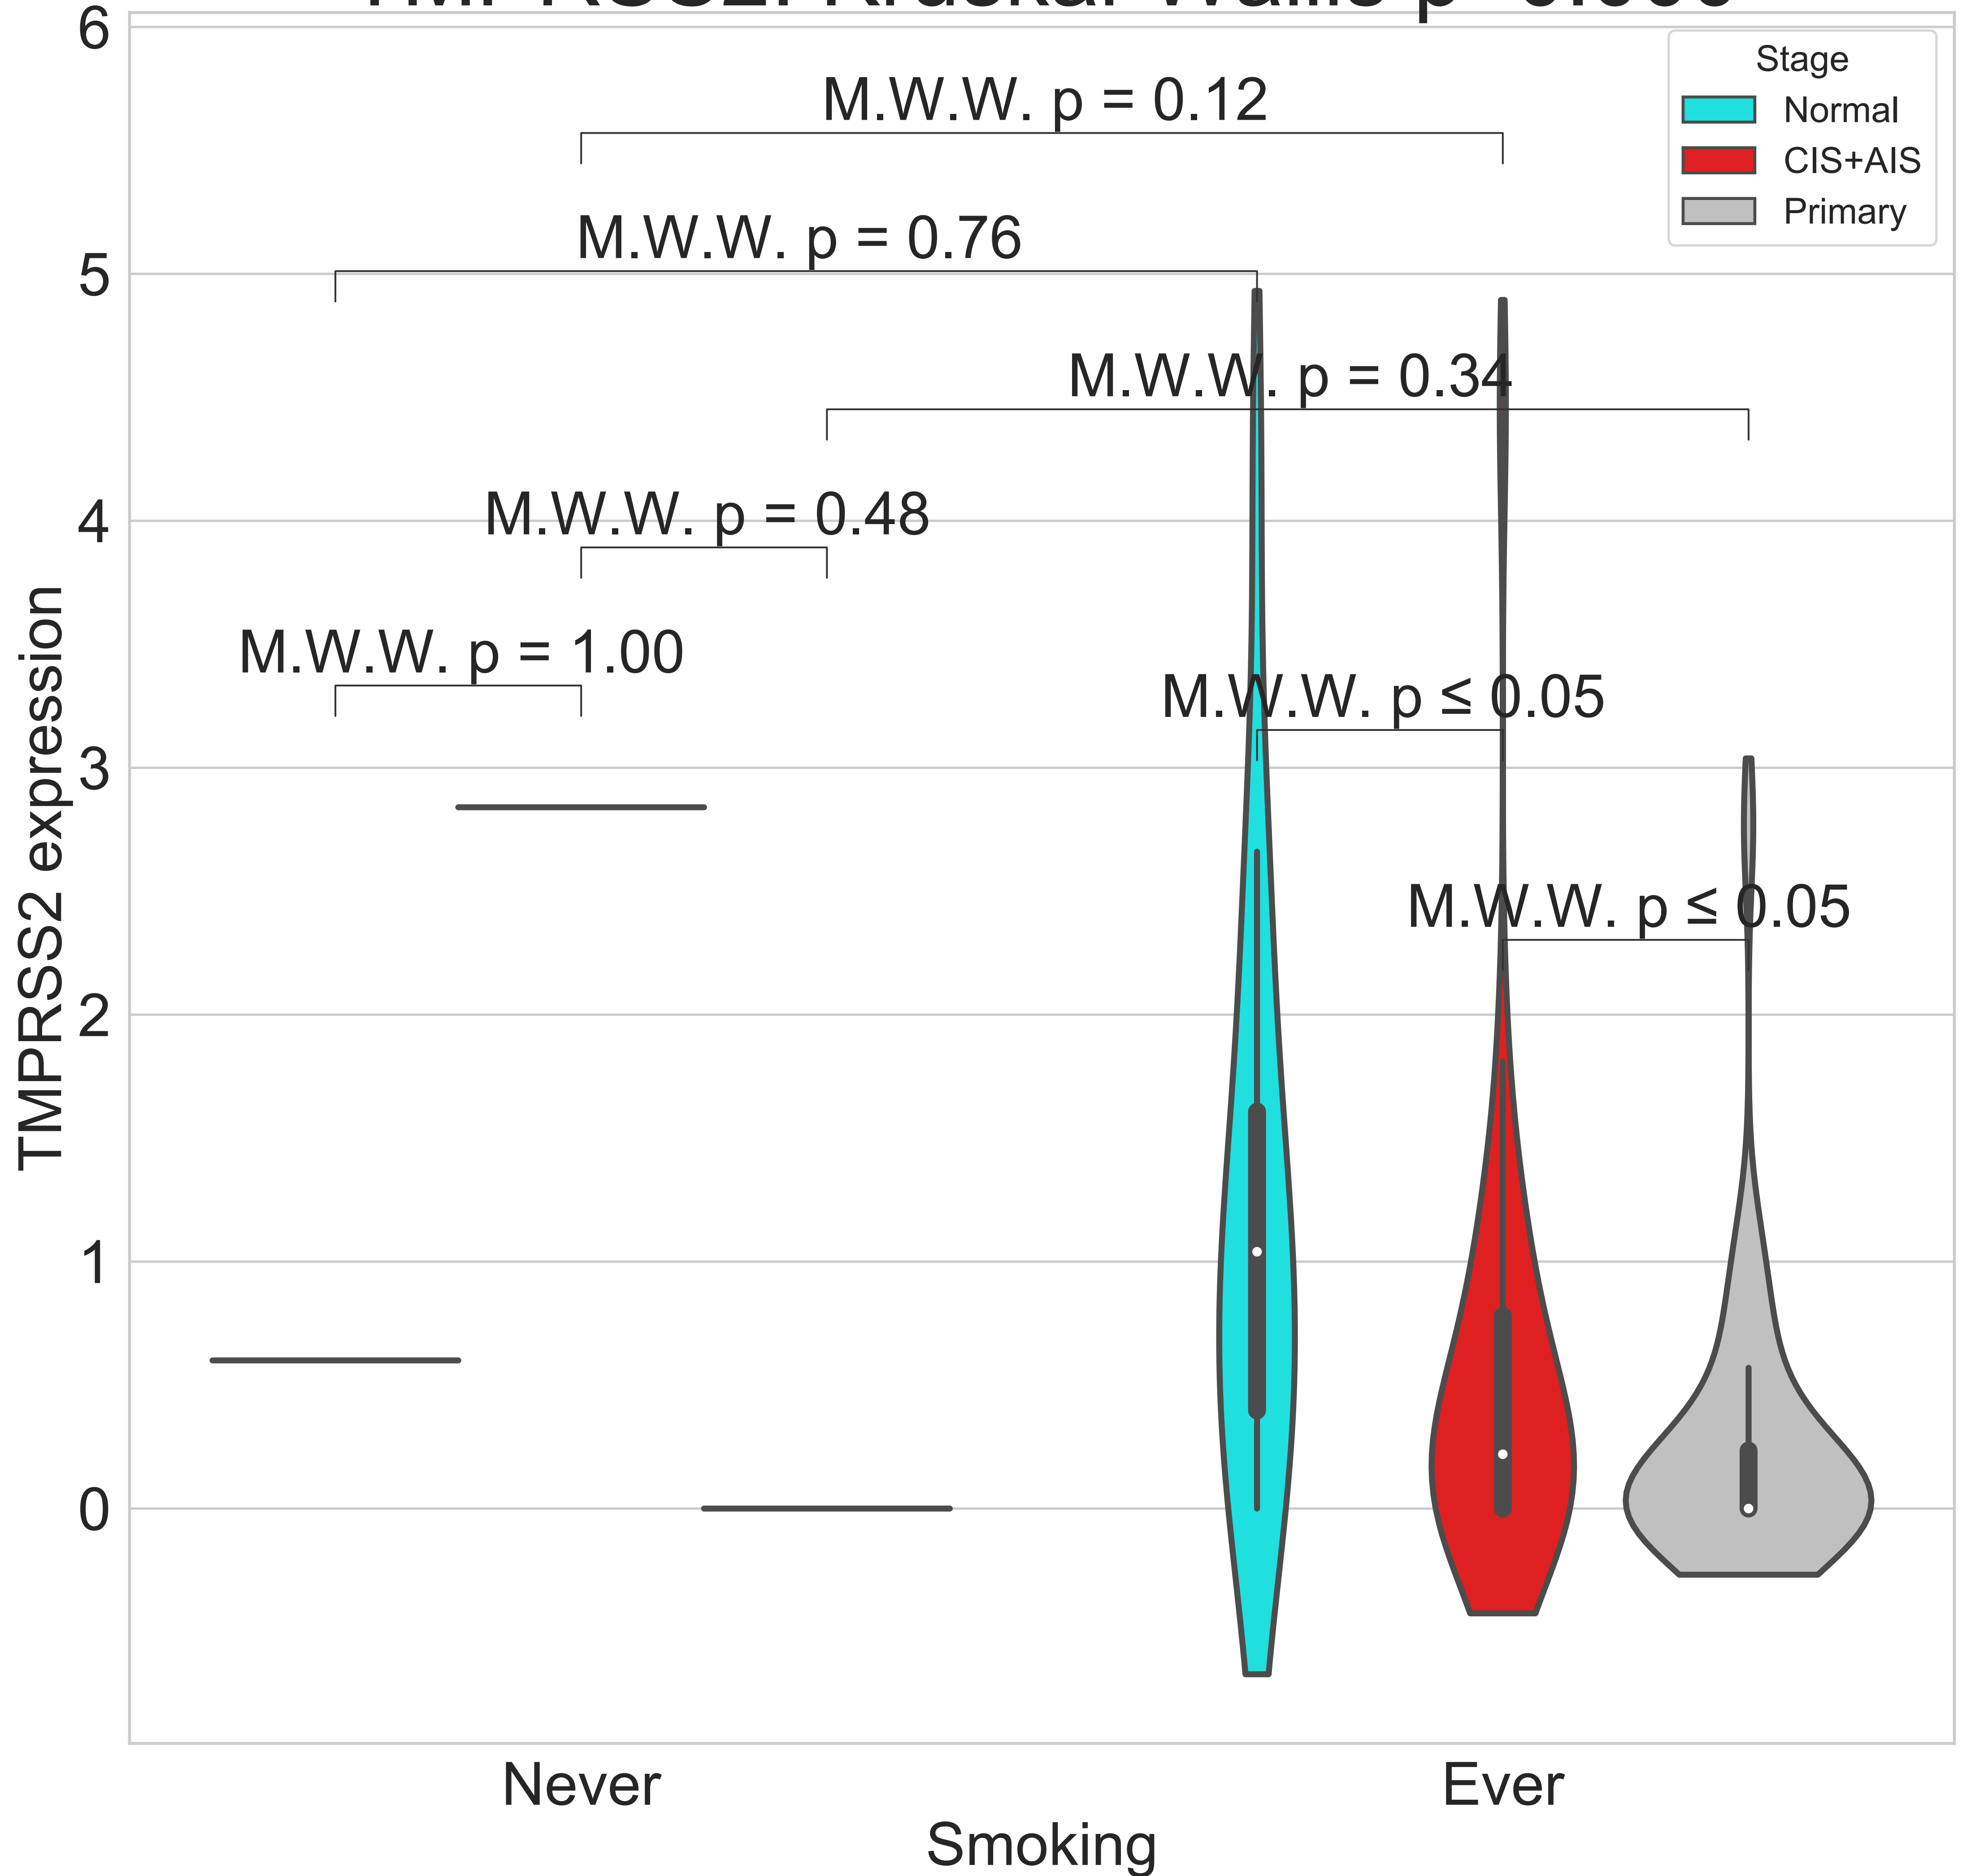 6
M.W.W. p = 0.12
M.W.W. p = 0.76
5
M.W.W. p = 0.34
M.W.W. p = 0.48
4
M.W.W. p = 1.00
M.W.W. p ≤ 0.05
3
M.W.W. p ≤ 0.05
2
1
0
TMPRSS2 expression
Stage
Normal
CIS+AIS
Primary
Never
Ever
Smoking